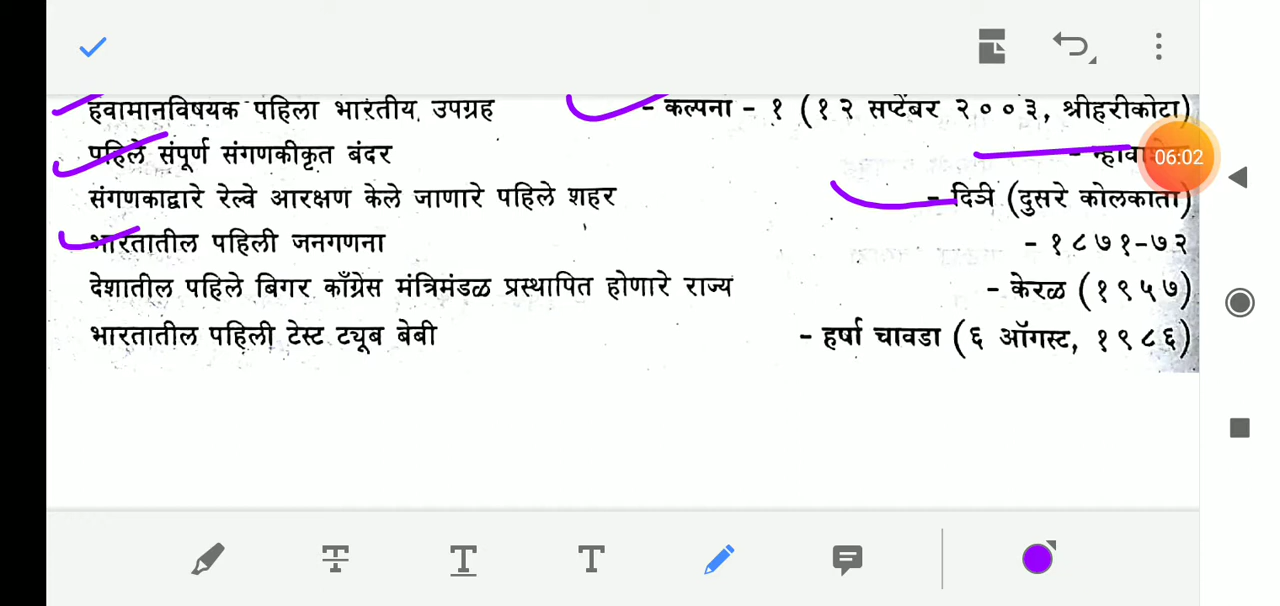 हवामानविषयक पहिला भारतीय उपग्रह - कल्पना - १ (१२ सप्टेंबर २००३, श्रीहरीकोटा)
पहिले संपूर्ण संगणकीकृत बंदर -
06:02
संगणकाद्वारे रेल्वे आरक्षण केले जाणारे पहिले शहर - (दुसरे कोलकाता)
भारतातील पहिली जनगणना - १८७१-७२
देशातील पहिले बिगर काँग्रेस मंत्रिमंडळ प्रस्थापित होणारे राज्य - केरळ (१९५७)
भारतातील पहिली टेस्ट ट्यूब बेबी - हर्षा चावडा (६ ऑगस्ट, १९८६)